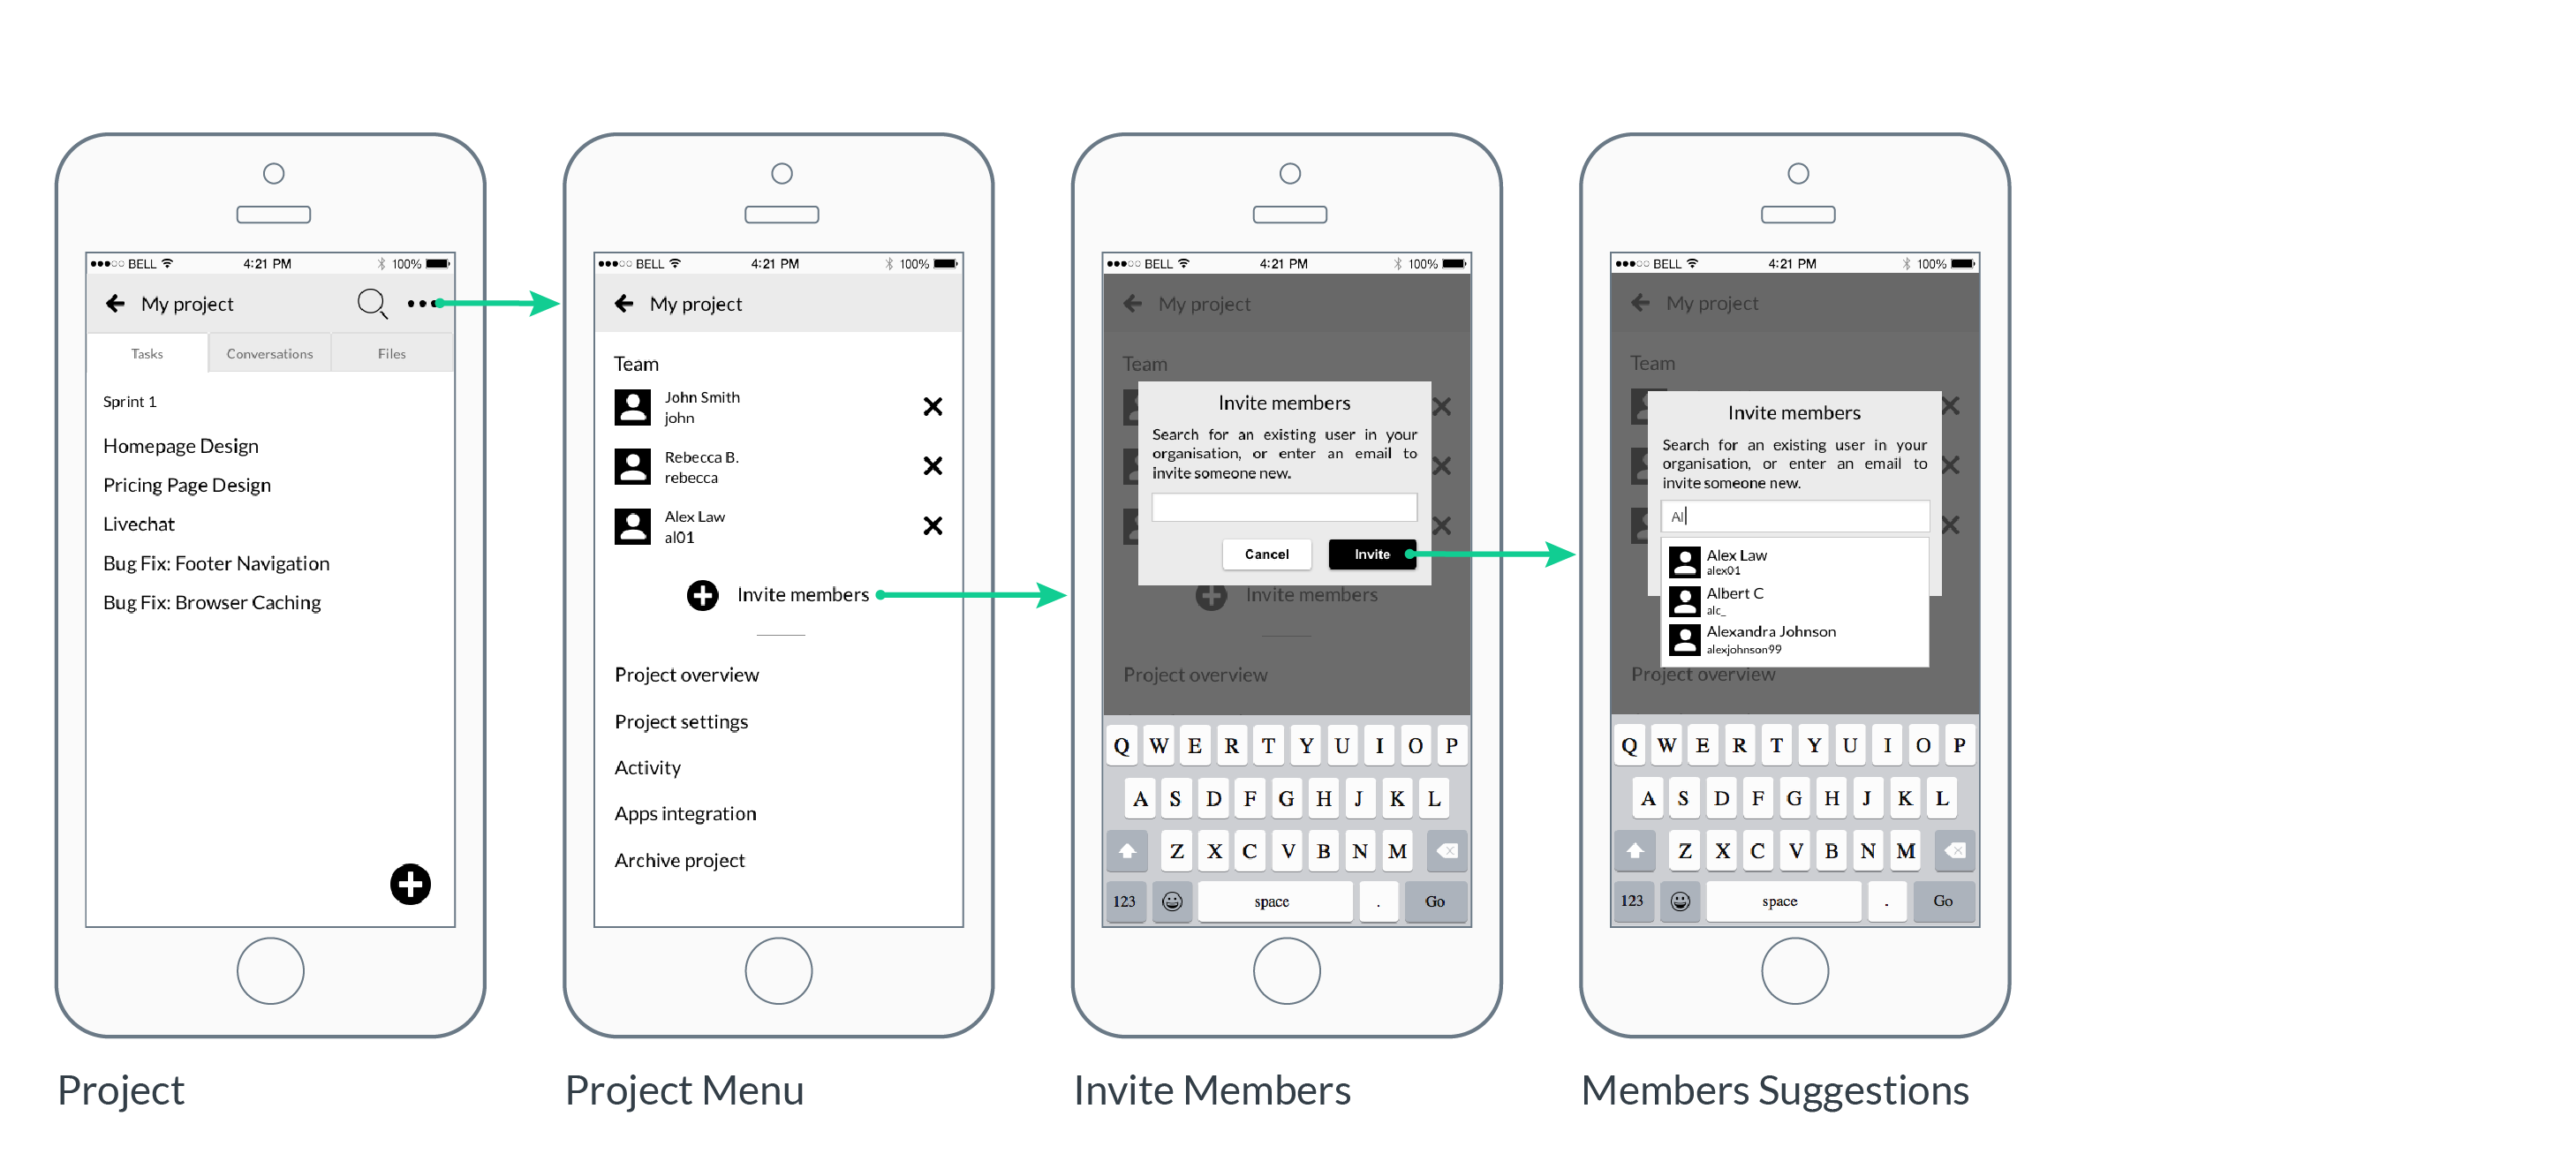 BELL 4:21 PM 100%
My project
Tasks Conversations Files
Sprint 1
Homepage Design
Pricing Page Design
Livechat
Bug Fix: Footer Navigation
Bug Fix: Browser Caching
Project
BELL 4:21 PM 100%
My project
Team
John Smith
john
Rebecca B.
rebecca
Alex Law
al01
Invite members
Project overview
Project settings
Activity
Apps integration
Archive project
Project Menu
BELL 4:21 PM 100%
My project
Team
Invite members
Search for an existing user in your
organisation, or enter an email to
invite someone new.
Cancel Invite
Invite members
Project overview
Q W E R T Y U I O P
A S D F G H J K L
Z X C V B N M
123 space . Go
Invite Members
BELL 4:21 PM 100%
My project
Team
Invite members
Search for an existing user in your
organisation, or enter an email to
invite someone new.
Al
Alex Law
alex01
Albert C
alc_
Alexandra Johnson
alexjohnson99
Project overview
Q W E R T Y U I O P
A S D F G H J K L
Z X C V B N M
123 space . Go
Members Suggestions